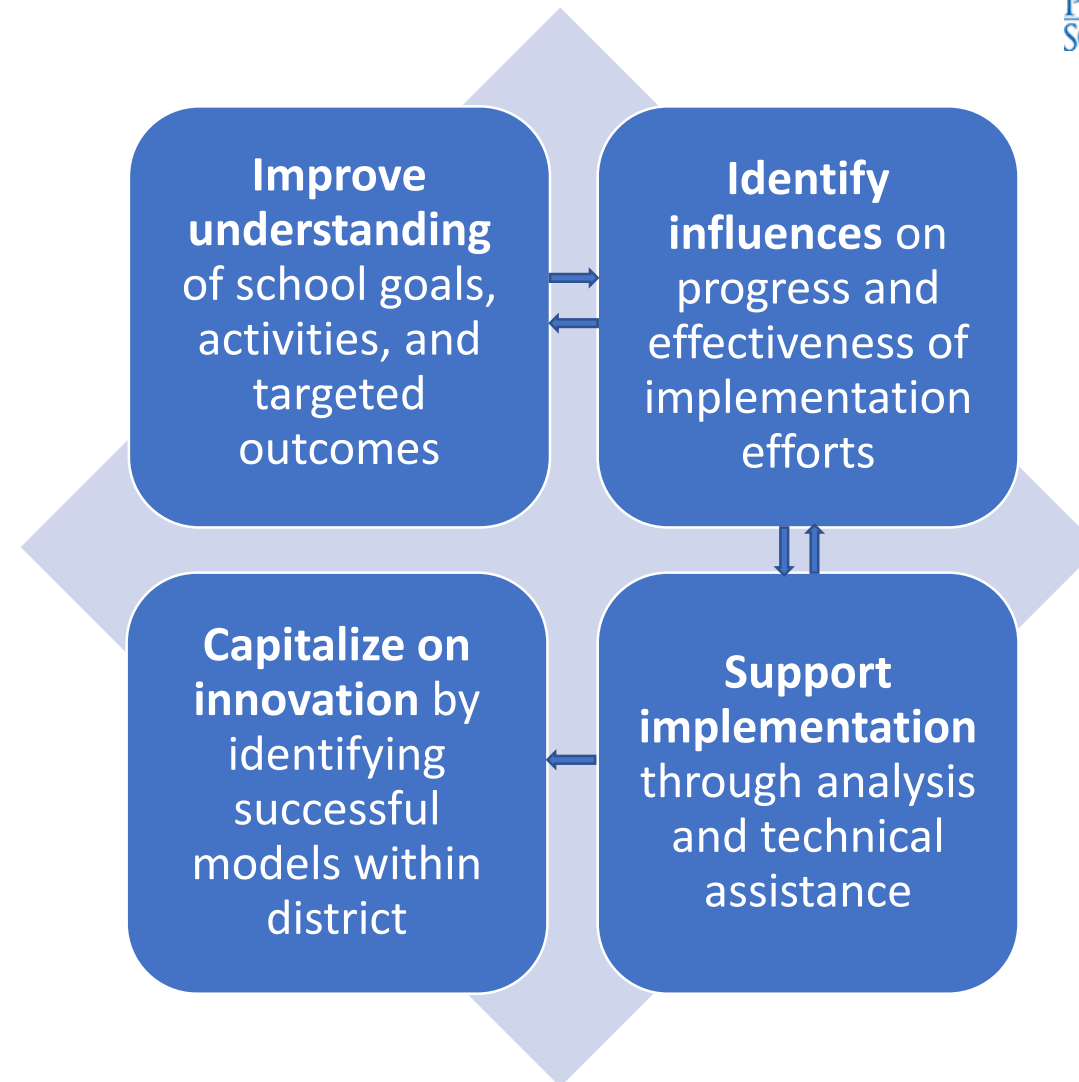 Improve
understanding
of school goals,
activities, and
targeted
outcomes
Identify
influences on
progress and
effectiveness of
implementation
efforts
Capitalize on
innovation by
identifying
successful
models within
district
Support
implementation
through analysis
and technical
assistance